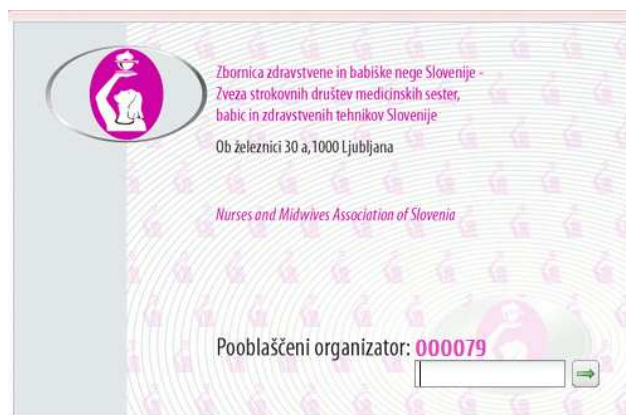 Zbornica zdravstvene in babiške nege Slovenije -
Zveza strokovnih društev medicinskih sester,
babic in zdravstvenih tehnikov Slovenije
Ob železnici 30 a,1000 Ljubljana
Nurses and Midwives Association of Slovenia
Pooblaščeni organizator: 000079